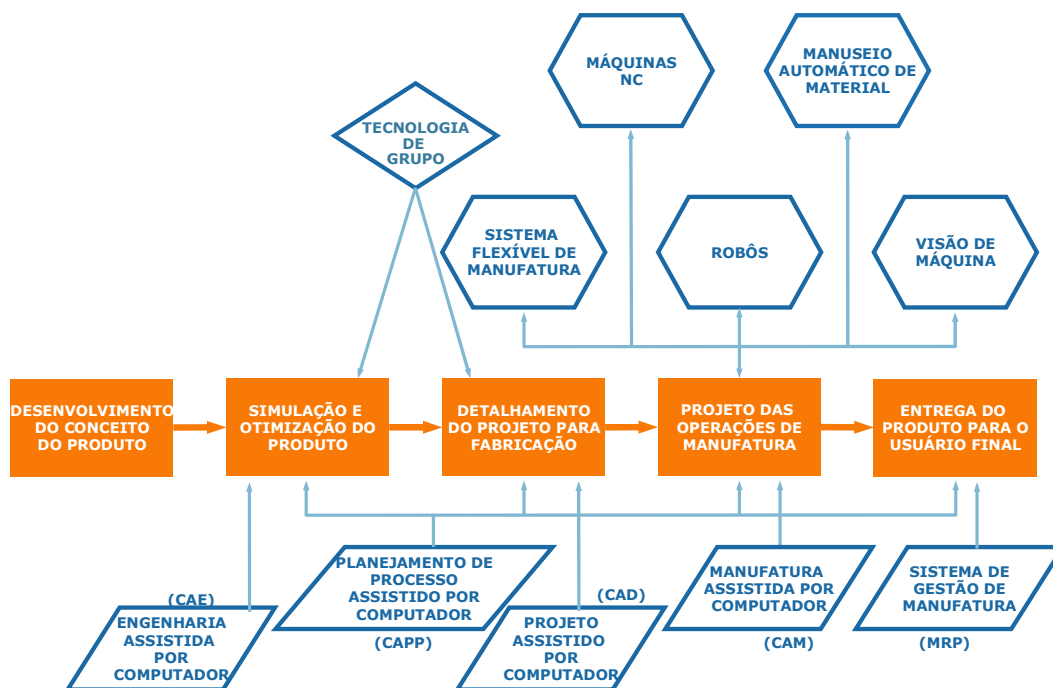 MÁQUINAS
NC
MANUSEIO
AUTOMÁTICO DE
MATERIAL
TECNOLOGIA
DE
GRUPO
SISTEMA
FLEXÍVEL DE
MANUFATURA
ROBÔS
VISÃO DE
MÁQUINA
DESENVOLVIMENTO
DO CONCEITO
DO PRODUTO
SIMULAÇÃO E
OTIMIZAÇÃO DO
PRODUTO
DETALHAMENTO
DO PROJETO PARA
FABRICAÇÃO
PROJETO DAS
OPERAÇÕES DE
MANUFATURA
ENTREGA DO
PRODUTO PARA O
USUÁRIO FINAL
(CAE)
ENGENHARIA
ASSISTIDA
POR
COMPUTADOR
PLANEJAMENTO DE
PROCESSO
ASSISTIDO POR
COMPUTADOR
(CAPP)
(CAD)
PROJETO
ASSISTIDO
POR
COMPUTADOR
MANUFATURA
ASSISTIDA POR
COMPUTADOR
(CAM)
SISTEMA DE
GESTÃO DE
MANUFATURA
(MRP)